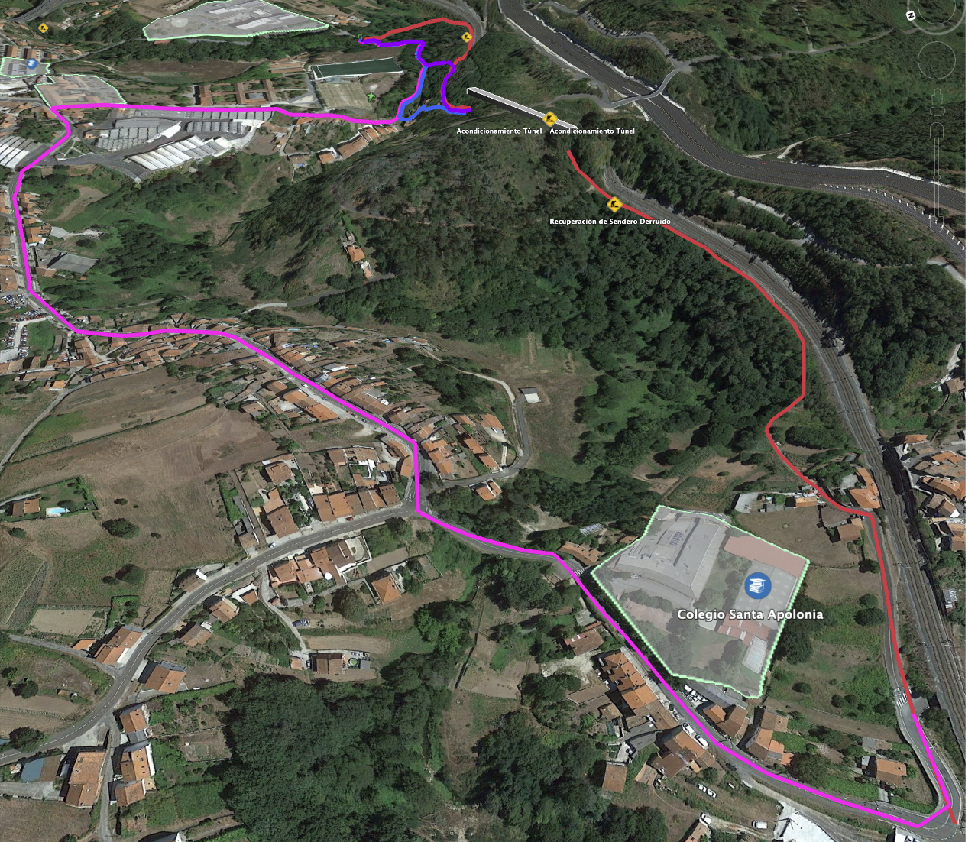 Acondicionamiento Túnel
Acondicionamiento Túnel
Recuperación de Sendero Derruido
Colegio Santa Apolonia